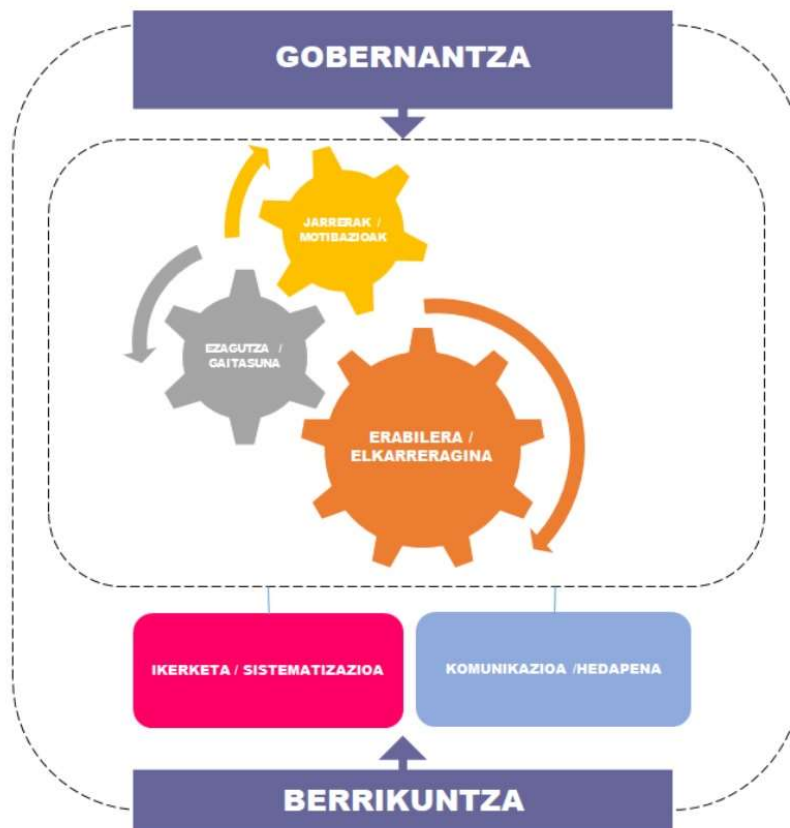 GOBERNANTZA
JARRERAK /
MOTIBAZIOAK
EZAGUTZA /
GAITASUNA
ERABILERA /
ELKARRERAGINA
IKERKETA / SISTEMATIZAZIOA
KOMUNIKAZIOA /HEDAPENA
BERRIKUNTZA